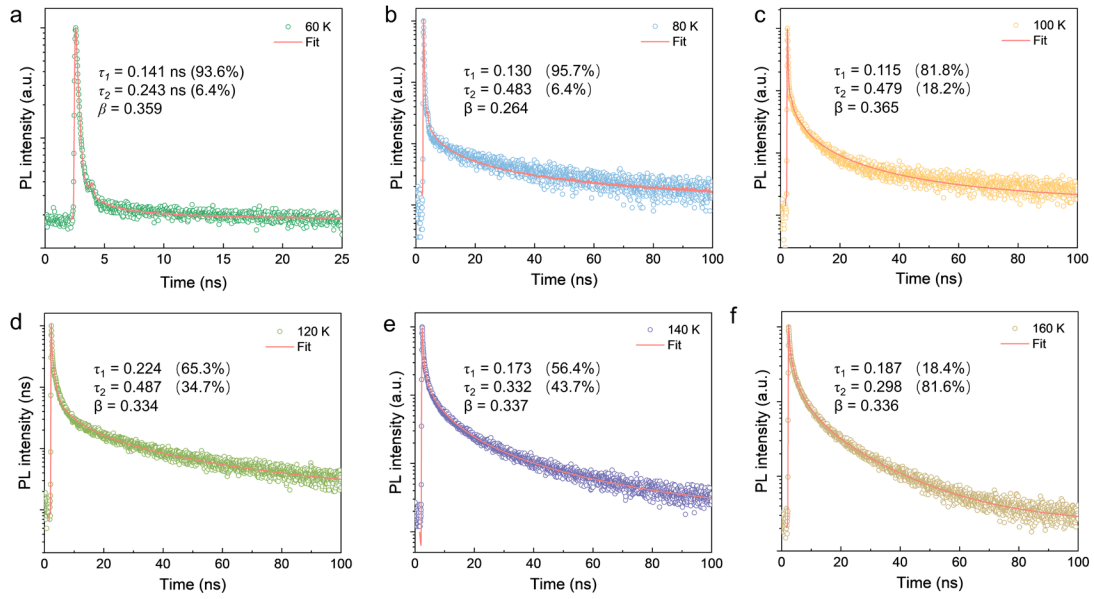 a
60 K
Fit
τ1 = 0.141 ns (93.6%)
τ2 = 0.243 ns (6.4%)
β = 0.359
PL intensity (a.u.)
0 5 10 15 20 25
Time (ns)
b
80 K
Fit
τ1 = 0.130 (95.7%)
τ2 = 0.483 (6.4%)
β = 0.264
PL intensity (a.u.)
0 20 40 60 80 100
Time (ns)
c
100 K
Fit
τ1 = 0.115 (81.8%)
τ2 = 0.479 (18.2%)
β = 0.365
PL intensity (a.u.)
0 20 40 60 80 100
Time (ns)
d
120 K
Fit
τ1 = 0.224 (65.3%)
τ2 = 0.487 (34.7%)
β = 0.334
PL intensity (ns)
0 20 40 60 80 100
Time (ns)
e
140 K
Fit
τ1 = 0.173 (56.4%)
τ2 = 0.332 (43.7%)
β = 0.337
PL intensity (a.u.)
0 20 40 60 80 100
Time (ns)
f
160 K
Fit
τ1 = 0.187 (18.4%)
τ2 = 0.298 (81.6%)
β = 0.336
PL intensity (a.u.)
0 20 40 60 80 100
Time (ns)